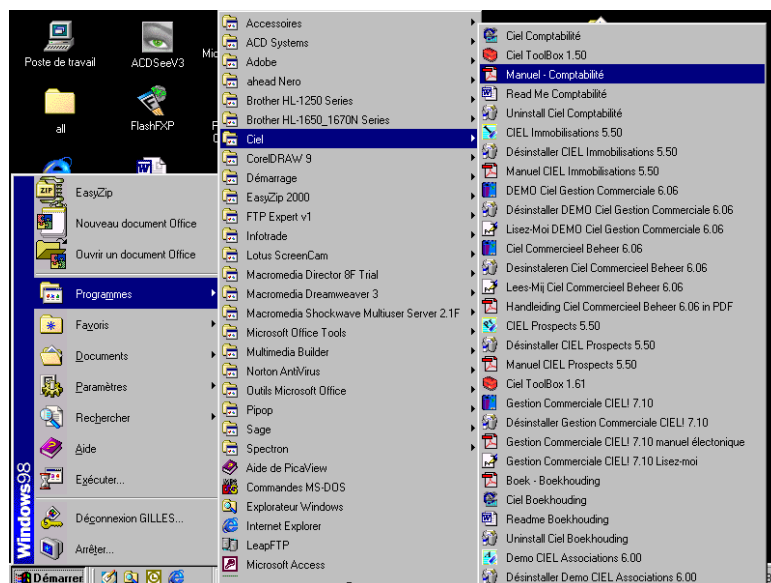 Poste de travail
ACDSeeV3
all
FlashFXP
EasyZip
Nouveau document Office
Ouvrir un document Office
Programmes
Favoris
Documents
Paramètres
Rechercher
Aide
Exécuter...
Déconnexion GILLES...
Arrêter...
Windows98
Démarrer
Accessoires
ACD Systems
Adobe
ahead Nero
Brother HL-1250 Series
Brother HL-1650_1670N Series
Ciel
CorelDRAW 9
Démarrage
EasyZip 2000
FTP Expert v1
Infotrade
Lotus ScreenCam
Macromedia Director 8F Trial
Macromedia Dreamweaver 3
Macromedia Shockwave Multiuser Server 2.1F
Microsoft Office Tools
Multimedia Builder
Norton AntiVirus
Outils Microsoft Office
Pipop
Sage
Spectron
Aide de PicaView
Commandes MS-DOS
Explorateur Windows
Internet Explorer
LeapFTP
Microsoft Access
Ciel Comptabilité
Ciel ToolBox 1.50
Manuel - Comptabilité
Read Me Comptabilité
Uninstall Ciel Comptabilité
CIEL Immobilisations 5.50
Désinstaller CIEL Immobilisations 5.50
Manuel CIEL Immobilisations 5.50
DEMO Ciel Gestion Commerciale 6.06
Désinstaller DEMO Ciel Gestion Commerciale 6.06
Lisez-Moi DEMO Ciel Gestion Commerciale 6.06
Ciel Commercieel Beheer 6.06
Desinstaleren Ciel Commercieel Beheer 6.06
Lees-Mij Ciel Commercieel Beheer 6.06
Handleiding Ciel Commercieel Beheer 6.06 in PDF
CIEL Prospects 5.50
Désinstaller CIEL Prospects 5.50
Manuel CIEL Prospects 5.50
Ciel ToolBox 1.61
Gestion Commerciale CIEL! 7.10
Désinstaller Gestion Commerciale CIEL! 7.10
Gestion Commerciale CIEL! 7.10 manuel électonique
Gestion Commerciale CIEL! 7.10 Lisez-moi
Boek - Boekhouding
Ciel Boekhouding
Readme Boekhouding
Uninstall Ciel Boekhouding
Demo CIEL Associations 6.00
Désinstaller Demo CIEL Associations 6.00